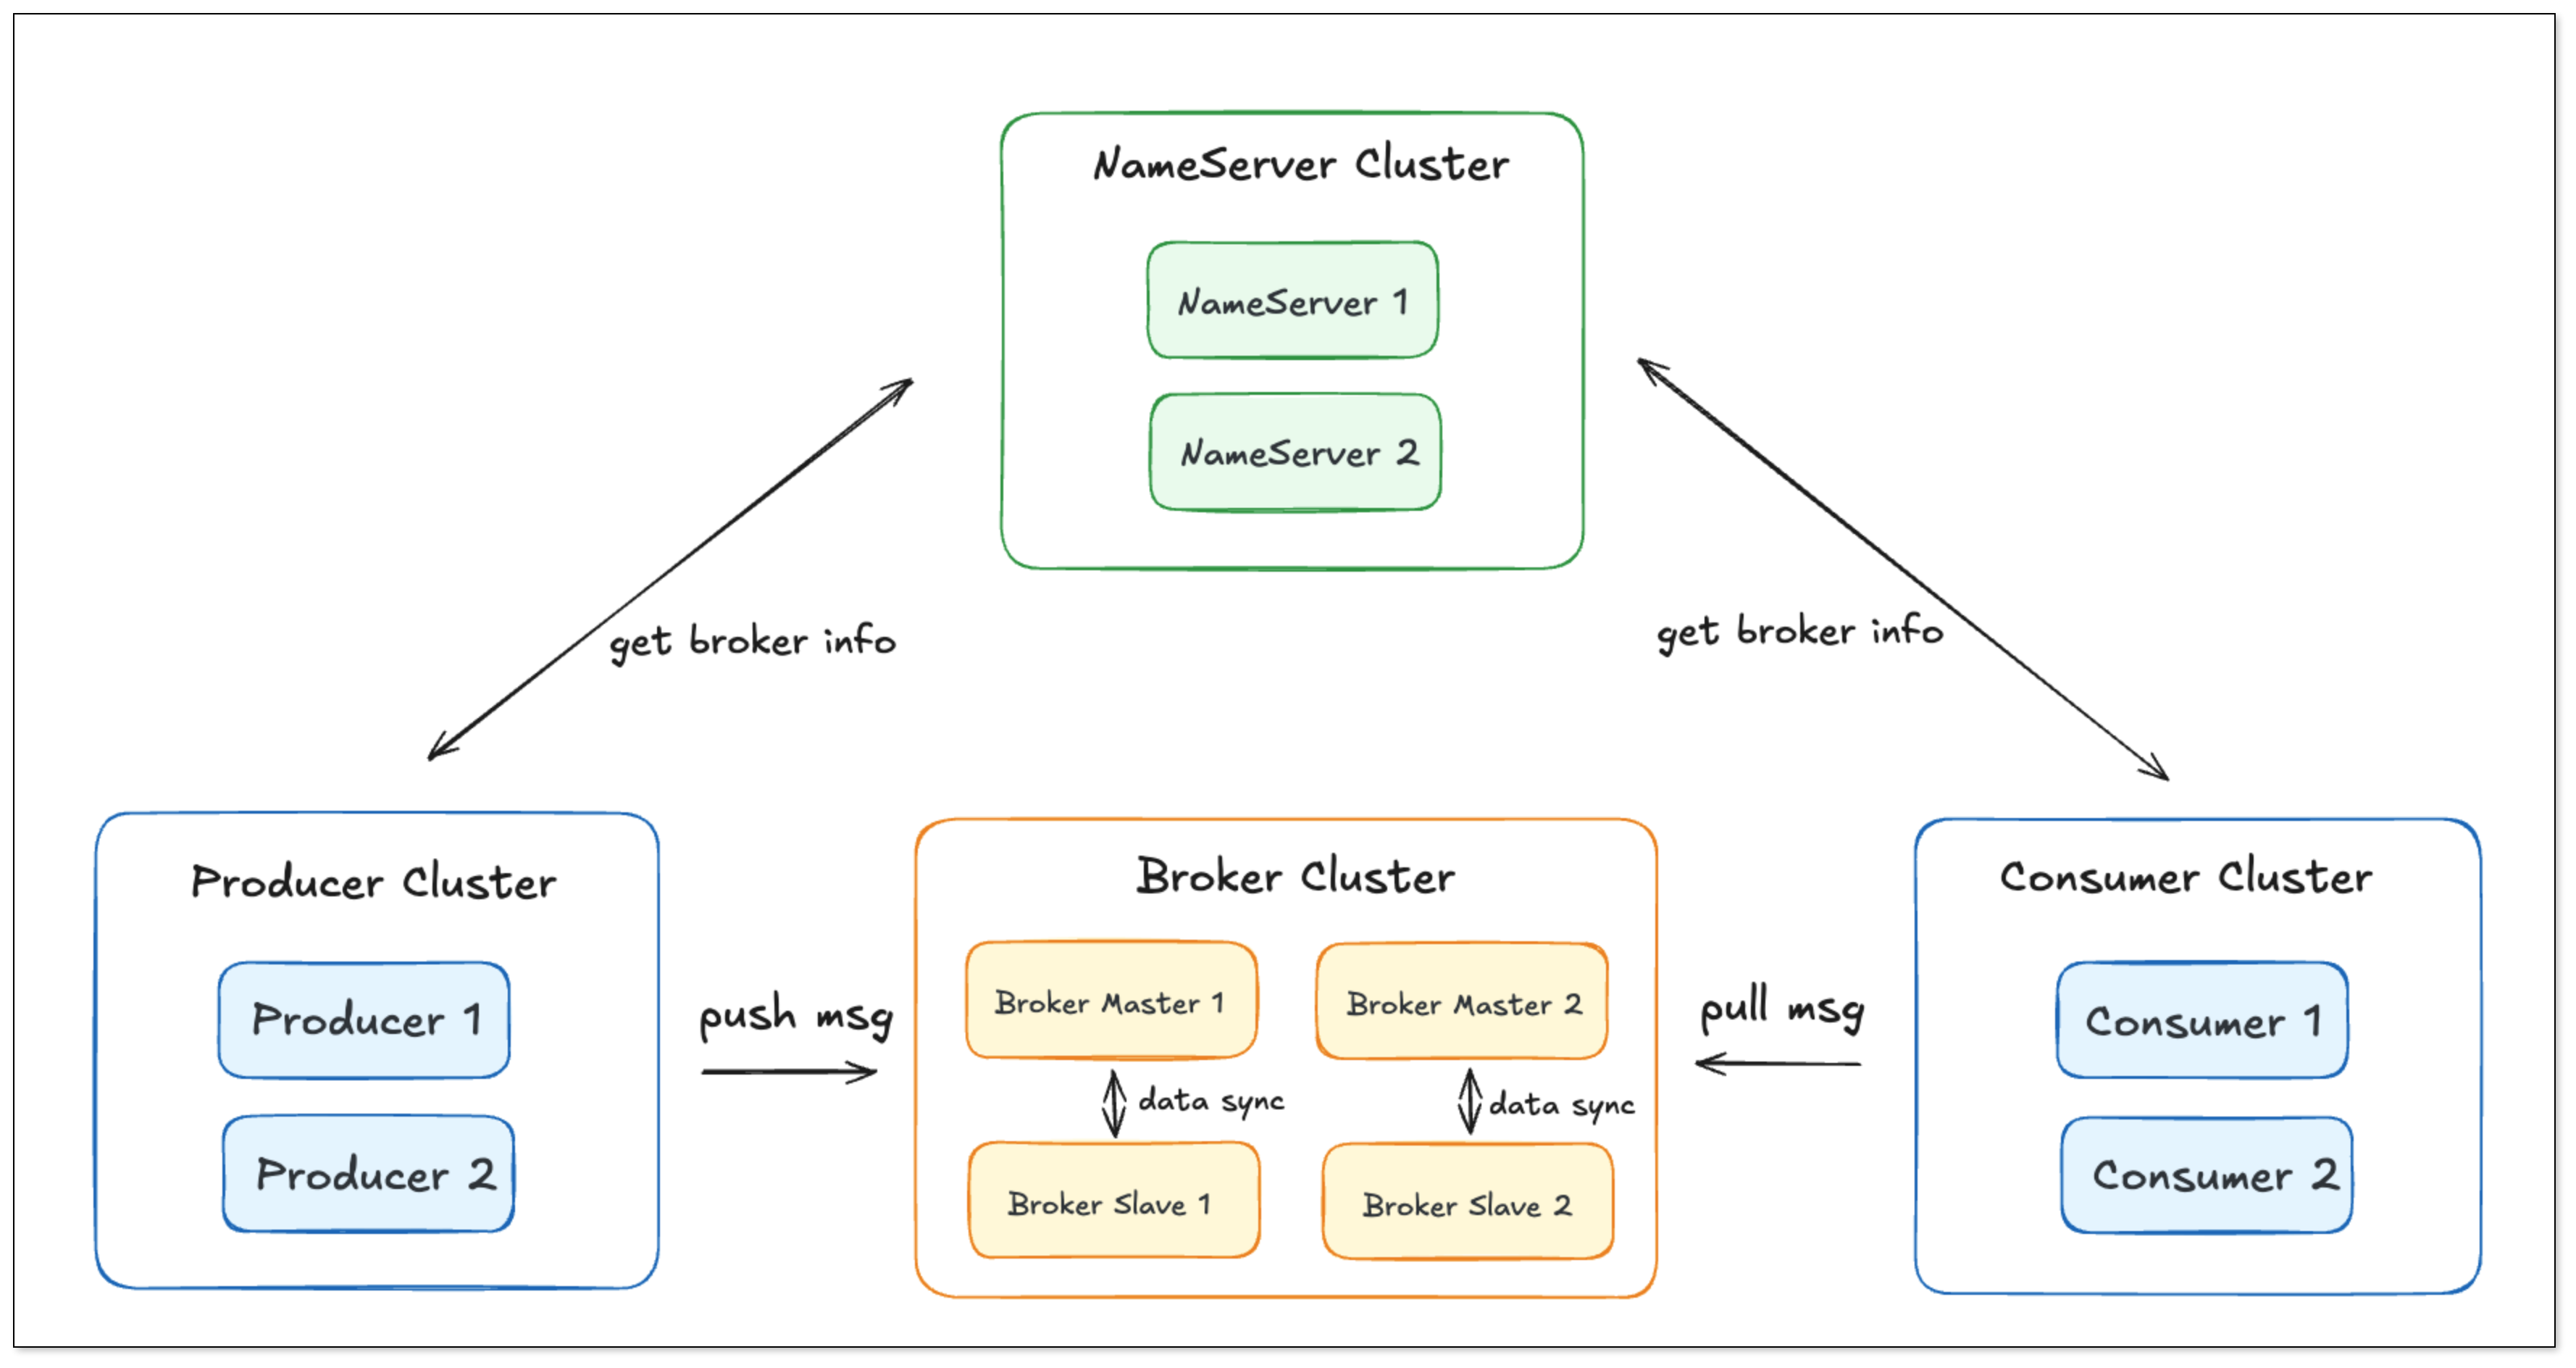 NameServer Cluster
NameServer 1
NameServer 2
get broker info
get broker info
Producer Cluster
Producer 1
Producer 2
push msg
Broker Cluster
Broker Master 1
Broker Master 2
data sync
data sync
Broker Slave 1
Broker Slave 2
pull msg
Consumer Cluster
Consumer 1
Consumer 2